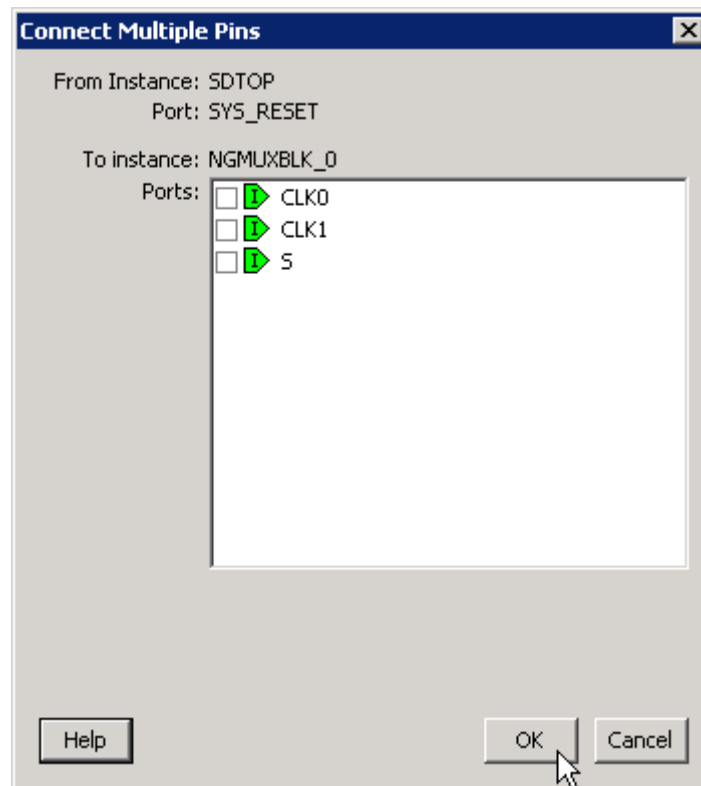 Connect Multiple Pins
From Instance: SDTOP
Port: SYS_RESET
To instance: NGMUXBLK_0
Ports:
I CLK0
I CLK1
I S
Help OK Cancel